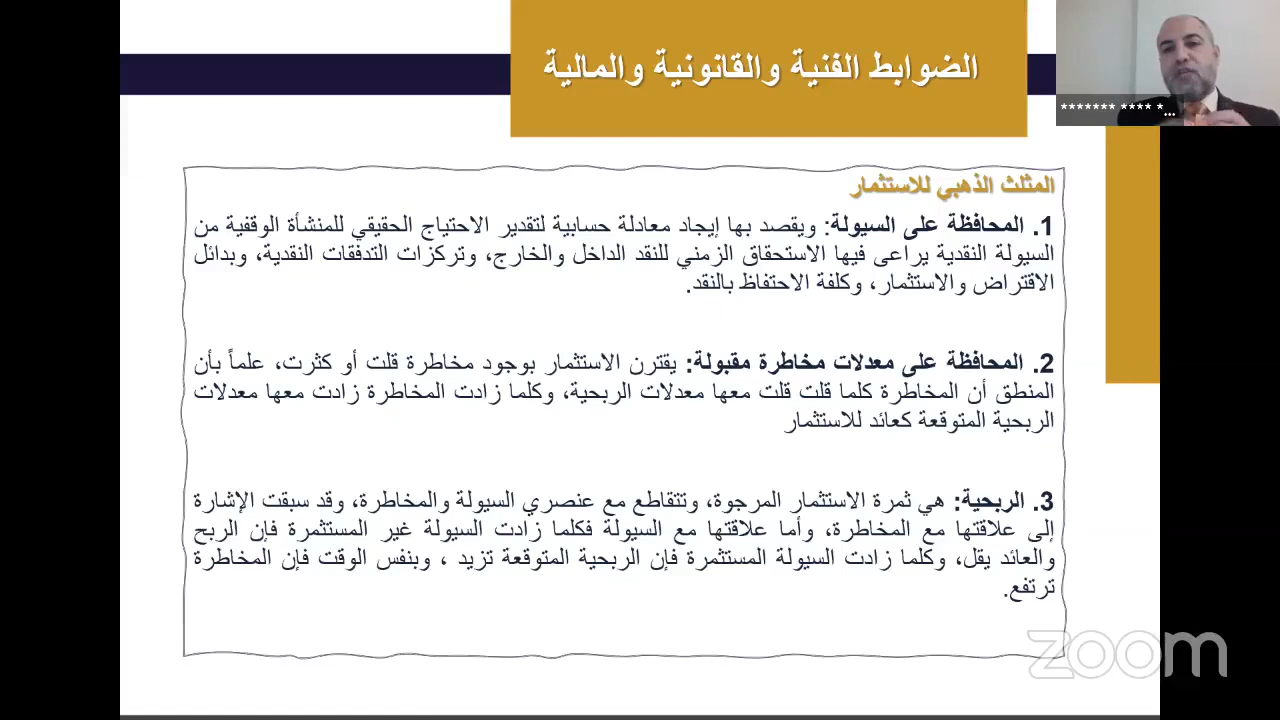 الضوابط الفنية والقانونية والمالية
******* **** *...
المثلث الذهبي للاستثمار
1. المحافظة على السيولة: ويقصد بها إيجاد معادلة حسابية لتقدير الاحتياج الحقيقي للمنشأة الوقفية من
السيولة النقدية يراعى فيها الاستحقاق الزمني للنقد الداخل والخارج، وتركزات التدفقات النقدية، وبدائل
الاقتراض والاستثمار، وكلفة الاحتفاظ بالنقد.
2. المحافظة على معدلات مخاطرة مقبولة: يقترن الاستثمار بوجود مخاطرة قلت أو كثرت، علماً بأن
المنطق أن المخاطرة كلما قلت قلت معها معدلات الربحية، وكلما زادت المخاطرة زادت معها معدلات
الربحية المتوقعة كعائد للاستثمار
3. الربحية: هي ثمرة الاستثمار المرجوة، وتتقاطع مع عنصري السيولة والمخاطرة، وقد سبقت الإشارة
إلى علاقتها مع المخاطرة، وأما علاقتها مع السيولة فكلما زادت السيولة غير المستثمرة فإن الربح
والعائد يقل، وكلما زادت السيولة المستثمرة فإن الربحية المتوقعة تزيد ، وبنفس الوقت فإن المخاطرة
ترتفع.
zoom